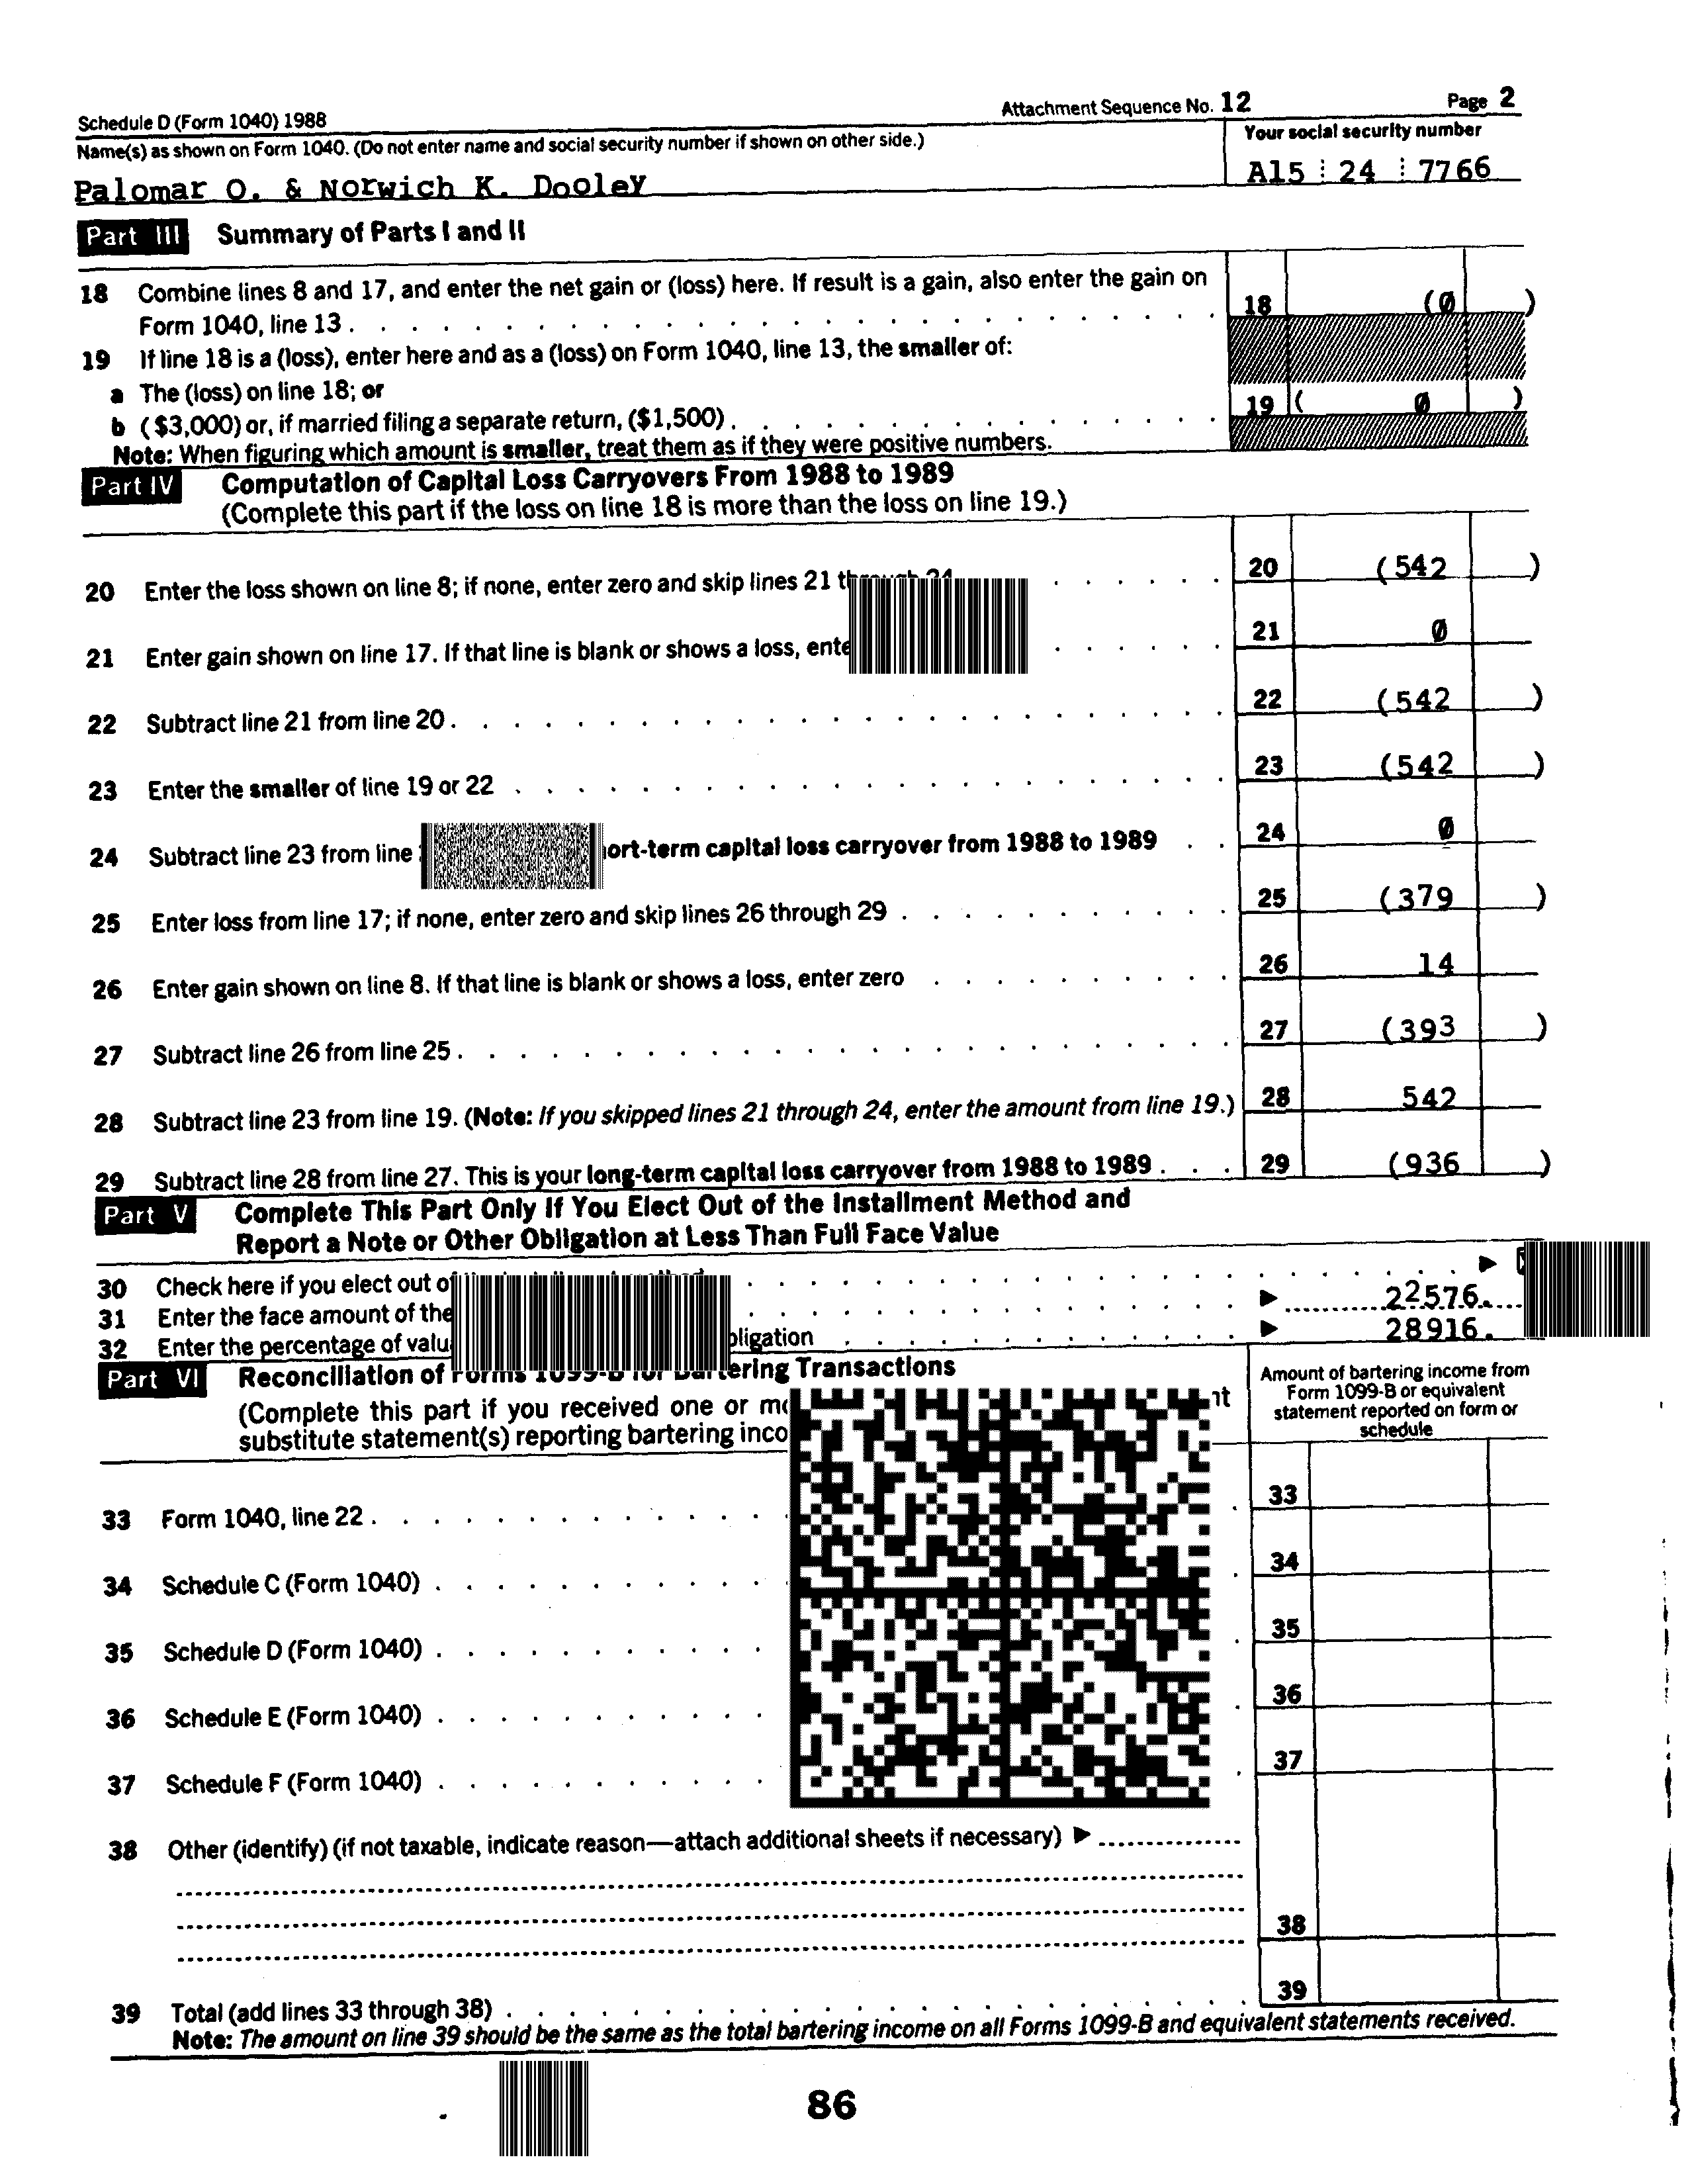 Schedule D (Form 1040) 1988 Attachment Sequence No. 12 Page 2
Name(s) as shown on Form 1040. (Do not enter name and social security number if shown on other side.) Your social security number
Palomar O. & Norwich K. Dooley A15 24 7766
Part III Summary of Parts I and II
18 Combine lines 8 and 17, and enter the net gain or (loss) here. If result is a gain, also enter the gain on
Form 1040, line 13 . . . . . . . . . . . . . . . . . . . . . 18 (0)
19 If line 18 is a (loss), enter here and as a (loss) on Form 1040, line 13, the smaller of:
a The (loss) on line 18; or
b ($3,000) or, if married filing a separate return, ($1,500) . . . . . . . . . . . . 19 ( 0 )
Note: When figuring which amount is smaller, treat them as if they were positive numbers.
Part IV Computation of Capital Loss Carryovers From 1988 to 1989
(Complete this part if the loss on line 18 is more than the loss on line 19.)
20 Enter the loss shown on line 8; if none, enter zero and skip lines 21 through 24 . . . . . . 20 (542 )
21 Enter gain shown on line 17. If that line is blank or shows a loss, . . . . . . 21 0
22 Subtract line 21 from line 20 . . . . . . . . . . . . . . . . . . . 22 (542 )
23 Enter the smaller of line 19 or 22 . . . . . . . . . . . . . . . . . 23 (542 )
24 Subtract line 23 from line capital loss carryover from 1988 to 1989 . . 24 0
25 Enter loss from line 17; if none, enter zero and skip lines 26 through 29 . . . . . . . . . . . 25 (379 )
26 Enter gain shown on line 8. If that line is blank or shows a loss, enter zero . . . . . . . . . . 26 14
27 Subtract line 26 from line 25 . . . . . . . . . . . . . . . . . . . 27 (393 )
28 Subtract line 23 from line 19. (Note: If you skipped lines 21 through 24, enter the amount from line 19.) 28 542
29 Subtract line 28 from line 27. This is your long-term capital loss carryover from 1988 to 1989 . . . 29 (936 )
Part V Complete This Part Only If You Elect Out of the Installment Method and
Report a Note or Other Obligation at Less Than Full Face Value
30 Check here if you elect out of . . . . . . . . . . . . . . . . . ▶
31 Enter the face amount of the . . . . . . . . . . . . ▶ 22576.
32 Enter the percentage of . . . . . . . . . . ▶ 28916.
Part VI Reconciliation of Forms 1099-B for Bartering Transactions
(Complete this part if you received one or
substitute statement(s) reporting bartering
Amount of bartering income from
Form 1099-B or equivalent
statement reported on form or
schedule
33 Form 1040, line 22 . . . . . . . . . . . . 33
34 Schedule C (Form 1040) . . . . . . . . . . . 34
35 Schedule D (Form 1040) . . . . . . . . . . . 35
36 Schedule E (Form 1040) . . . . . . . . . . . 36
37 Schedule F (Form 1040) . . . . . . . . . . . 37
38 Other (identify) (if not taxable, indicate reason—attach additional sheets if necessary) ▶
38
39 Total (add lines 33 through 38) . . . . . . . . . . . . . . . . . . 39
Note: The amount on line 39 should be the same as the total bartering income on all Forms 1099-B and equivalent statements received.
86